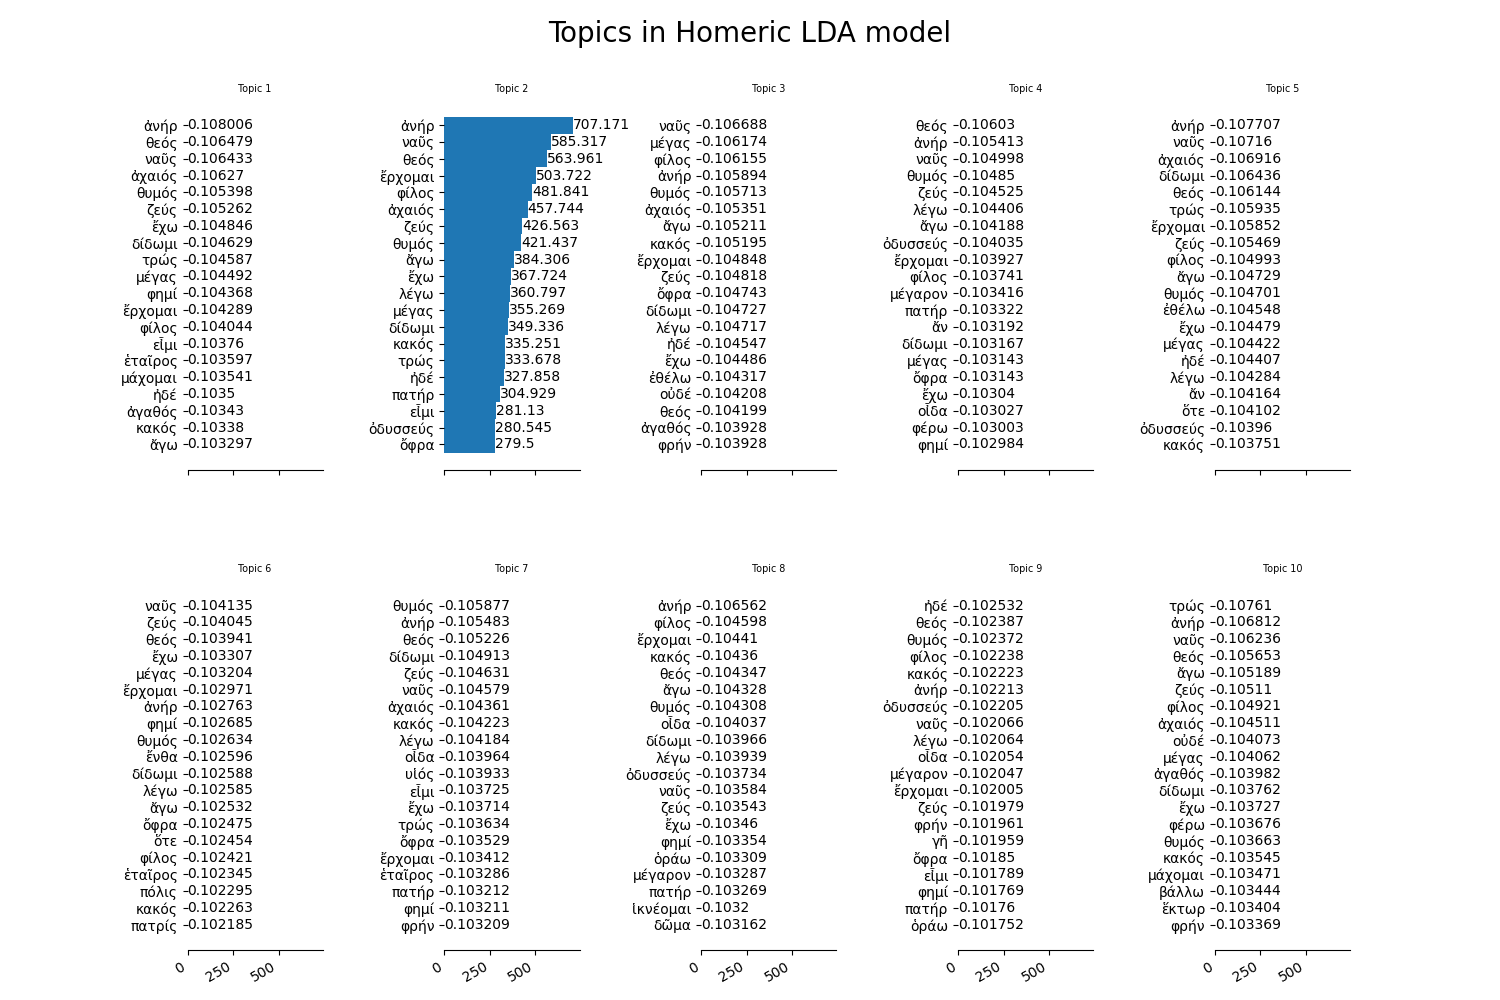 Topics in Homeric LDA model
Topic 1
ἀνήρ 0.108006
θεός 0.106479
ναῦς 0.106433
ἀχαιός 0.10627
θυμός 0.105398
ζεύς 0.105262
ἔχω 0.104846
δίδωμι 0.104629
τρώς 0.104587
μέγας 0.104492
φημί 0.104368
ἔρχομαι 0.104289
φίλος 0.104044
εἶμι 0.10376
ἑταῖρος 0.103597
μάχομαι 0.103541
ἠδέ 0.1035
ἀγαθός 0.10343
κακός 0.10338
ἄγω 0.103297
Topic 2
ἀνήρ 707.171
ναῦς 585.317
θεός 563.961
ἔρχομαι 503.722
φίλος 481.841
ἀχαιός 457.744
ζεύς 426.563
θυμός 421.437
ἄγω 384.306
ἔχω 367.724
λέγω 360.797
μέγας 355.269
δίδωμι 349.336
κακός 335.251
τρώς 333.678
ἠδέ 327.858
πατήρ 304.929
εἶμι 281.13
ὀδυσσεύς 280.545
ὄφρα 279.5
0 250 500
Topic 3
ναῦς 0.106688
μέγας 0.106174
φίλος 0.106155
ἀνήρ 0.105894
θυμός 0.105713
ἀχαιός 0.105351
ἄγω 0.105211
κακός 0.105195
ἔρχομαι 0.104848
ζεύς 0.104818
ὄφρα 0.104743
δίδωμι 0.104727
λέγω 0.104717
ἠδέ 0.104547
ἔχω 0.104486
ἐθέλω 0.104317
οὐδέ 0.104208
θεός 0.104199
ἀγαθός 0.103928
φρήν 0.103928
Topic 4
θεός 0.10603
ἀνήρ 0.105413
ναῦς 0.104998
θυμός 0.10485
ζεύς 0.104525
λέγω 0.104406
ἄγω 0.104188
ὀδυσσεύς 0.104035
ἔρχομαι 0.103927
φίλος 0.103741
μέγαρον 0.103416
πατήρ 0.103322
ἄν 0.103192
δίδωμι 0.103167
μέγας 0.103143
ὄφρα 0.103143
ἔχω 0.10304
οἶδα 0.103027
φέρω 0.103003
φημί 0.102984
Topic 5
ἀνήρ 0.107707
ναῦς 0.10716
ἀχαιός 0.106916
δίδωμι 0.106436
θεός 0.106144
τρώς 0.105935
ἔρχομαι 0.105852
ζεύς 0.105469
φίλος 0.104993
ἄγω 0.104729
θυμός 0.104701
ἐθέλω 0.104548
ἔχω 0.104479
μέγας 0.104422
ἠδέ 0.104407
λέγω 0.104284
ἄν 0.104164
ὅτε 0.104102
ὀδυσσεύς 0.10396
κακός 0.103751
Topic 6
ναῦς 0.104135
ζεύς 0.104045
θεός 0.103941
ἔχω 0.103307
μέγας 0.103204
ἔρχομαι 0.102971
ἀνήρ 0.102763
φημί 0.102685
θυμός 0.102634
ἔνθα 0.102596
δίδωμι 0.102588
λέγω 0.102585
ἄγω 0.102532
ὄφρα 0.102475
ὅτε 0.102454
φίλος 0.102421
ἑταῖρος 0.102345
πόλις 0.102295
κακός 0.102263
πατρίς 0.102185
0 250 500
Topic 7
θυμός 0.105877
ἀνήρ 0.105483
θεός 0.105226
δίδωμι 0.104913
ζεύς 0.104631
ναῦς 0.104579
ἀχαιός 0.104361
κακός 0.104223
λέγω 0.104184
οἶδα 0.103964
υἱός 0.103933
εἶμι 0.103725
ἔχω 0.103714
τρώς 0.103634
ὄφρα 0.103529
ἔρχομαι 0.103412
ἑταῖρος 0.103286
πατήρ 0.103212
φημί 0.103211
φρήν 0.103209
Topic 8
ἀνήρ 0.106562
φίλος 0.104598
ἔρχομαι 0.10441
κακός 0.10436
θεός 0.104347
ἄγω 0.104328
θυμός 0.104308
οἶδα 0.104037
δίδωμι 0.103966
λέγω 0.103939
ὀδυσσεύς 0.103734
ναῦς 0.103584
ζεύς 0.103543
ἔχω 0.10346
φημί 0.103354
ὁράω 0.103309
μέγαρον 0.103287
πατήρ 0.103269
ἱκνέομαι 0.1032
δῶμα 0.103162
0 250 500
Topic 9
ἠδέ 0.102532
θεός 0.102387
θυμός 0.102372
φίλος 0.102238
κακός 0.102223
ἀνήρ 0.102213
ὀδυσσεύς 0.102205
ναῦς 0.102066
λέγω 0.102064
οἶδα 0.102054
μέγαρον 0.102047
ἔρχομαι 0.102005
ζεύς 0.101979
φρήν 0.101961
γῆ 0.101959
ὄφρα 0.10185
εἶμι 0.101789
φημί 0.101769
πατήρ 0.10176
ὁράω 0.101752
0 250 500
Topic 10
τρώς 0.10761
ἀνήρ 0.106812
ναῦς 0.106236
θεός 0.105653
ἄγω 0.105189
ζεύς 0.10511
φίλος 0.104921
ἀχαιός 0.104511
οὐδέ 0.104073
μέγας 0.104062
ἀγαθός 0.103982
δίδωμι 0.103762
ἔχω 0.103727
φέρω 0.103676
θυμός 0.103663
κακός 0.103545
μάχομαι 0.103471
βάλλω 0.103444
ἕκτωρ 0.103404
φρήν 0.103369
0 250 500